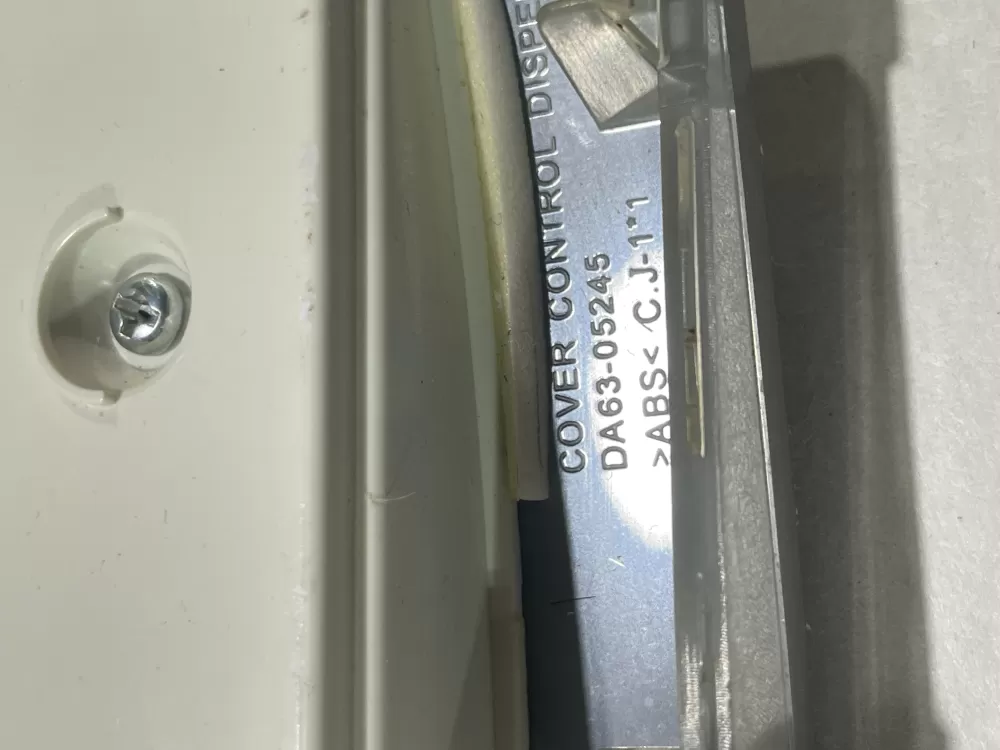 COVER CONTROL DISPE
DA63-05245
>ABS< C.J-1*1